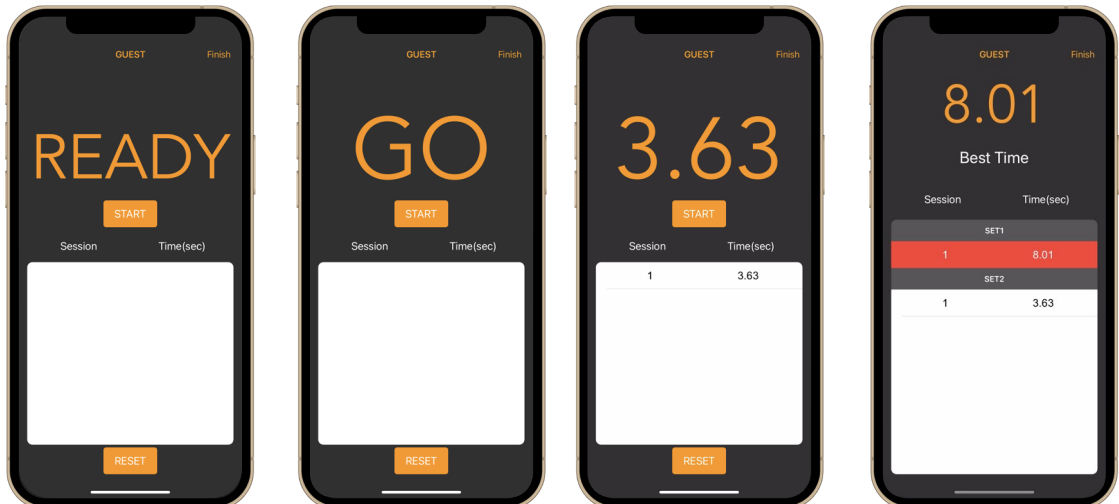 GUEST Finish
READY
START
Session Time(sec)
RESET
GUEST Finish
GO
START
Session Time(sec)
RESET
GUEST Finish
3.63
START
Session Time(sec)
1 3.63
RESET
GUEST Finish
8.01
Best Time
Session Time(sec)
SET1
1 8.01
SET2
1 3.63